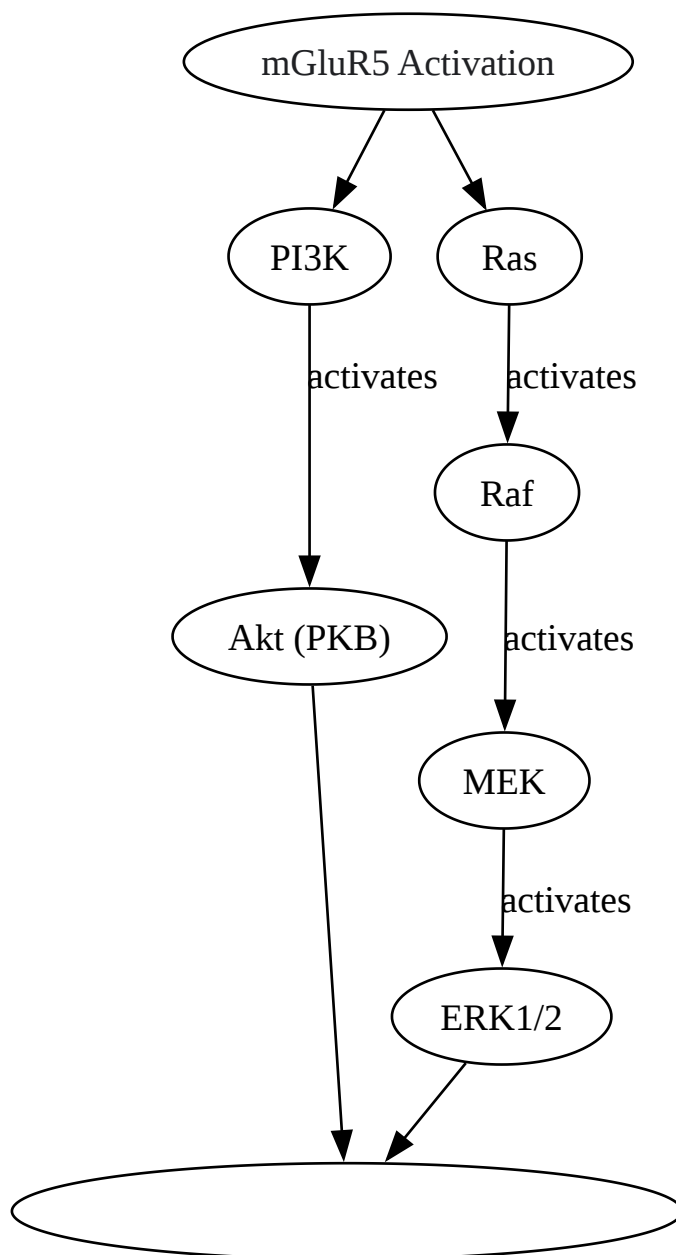 mGluR5 Activation
PI3K
Ras
activates
activates
Raf
Akt (PKB)
activates
MEK
activates
ERK1/2